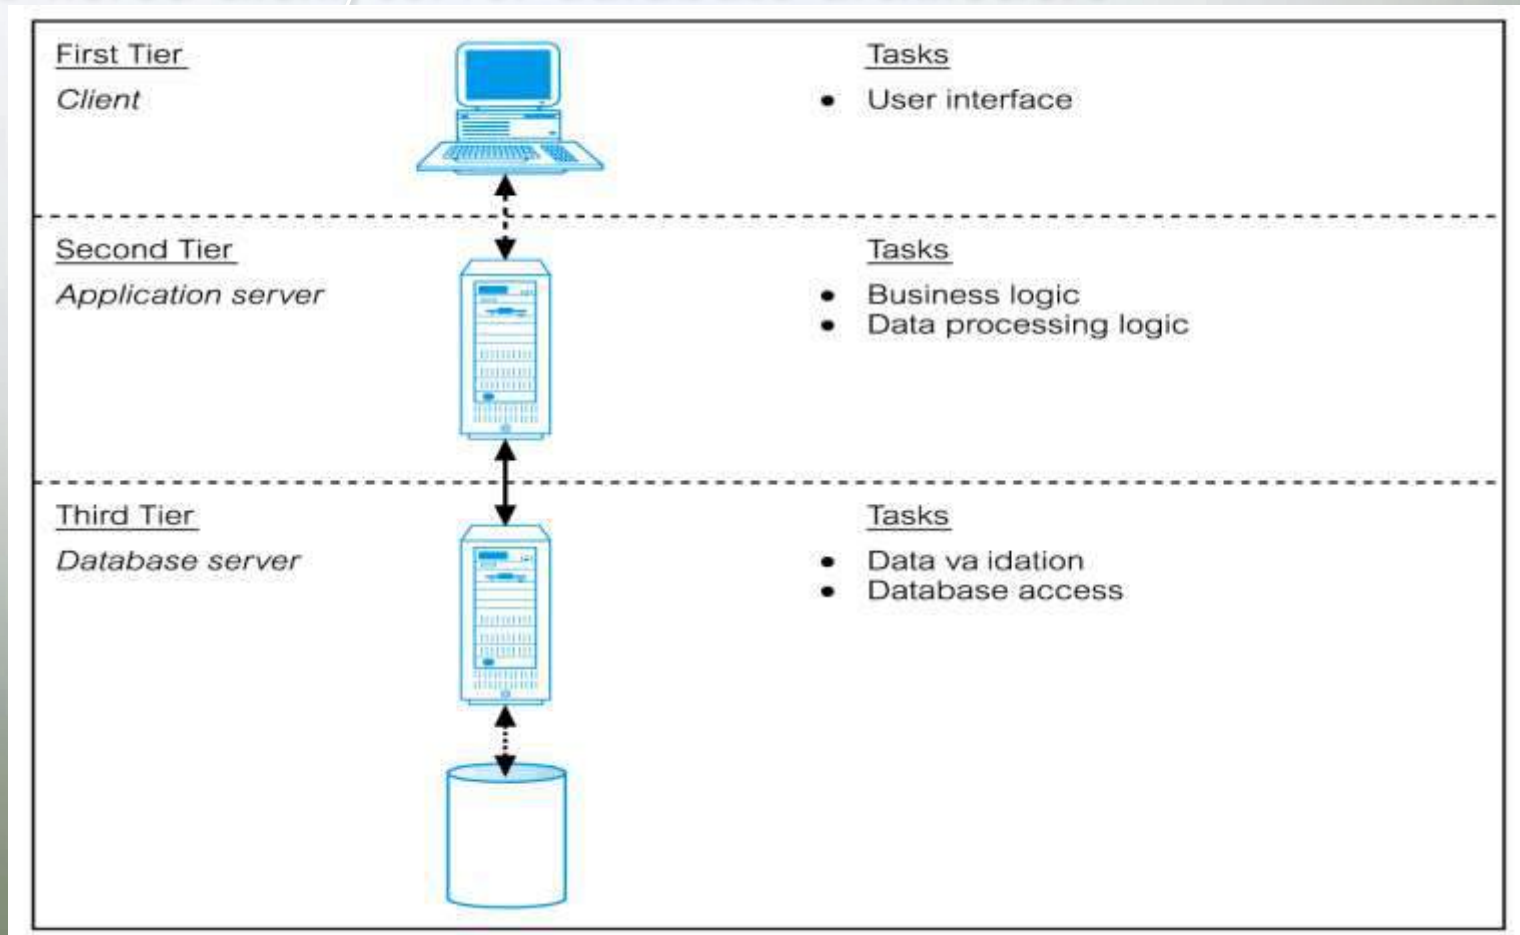 First Tier
Client
Tasks
• User interface
Second Tier
Application server
Tasks
• Business logic
• Data processing logic
Third Tier
Database server
Tasks
• Data va idation
• Database access